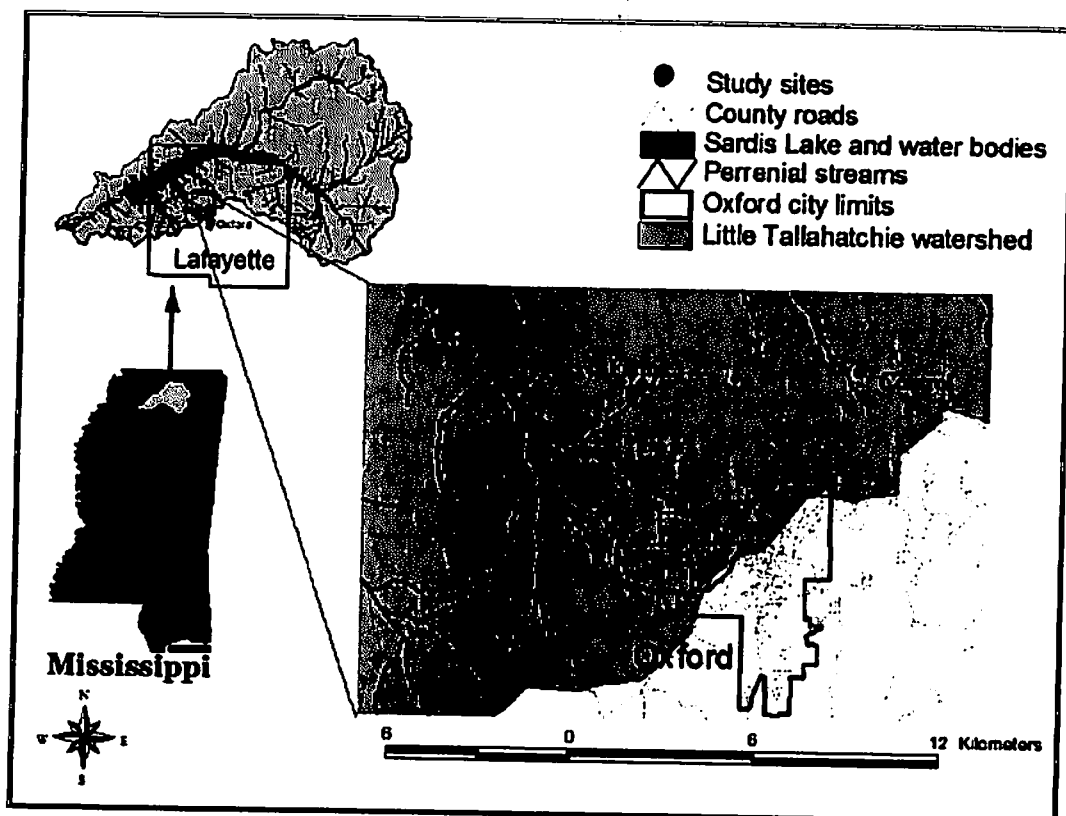 Study sites
County roads
Sardis Lake and water bodies
Perrenial streams
Oxford city limits
Little Tallahatchie watershed
Oxford
Lafayette
Mississippi
N
W E
S
Oxford
6 0 6 12 Kilometers